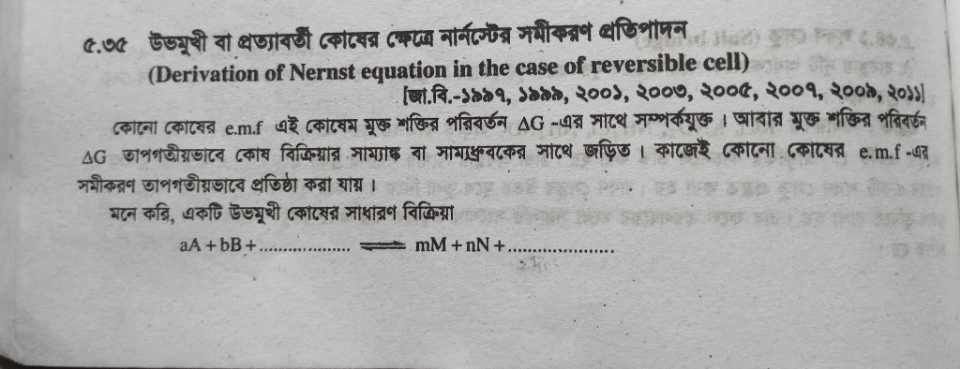 ৫.৩৫ উভমুখী বা প্রত্যাবর্তী কোষের ক্ষেত্রে নার্নস্টের সমীকরণ প্রতিপাদন
(Derivation of Nernst equation in the case of reversible cell)
[জা.বি.-১৯৯৭, ১৯৯৯, ২০০১, ২০০৩, ২০০৫, ২০০৭, ২০০৯, ২০১১]
কোনো কোষের e.m.f এই কোষের মুক্ত শক্তির পরিবর্তন ΔG -এর সাথে সম্পর্কযুক্ত। আবার মুক্ত শক্তির পরিবর্তন
ΔG তাপগতীয়ভাবে কোষ বিক্রিয়ার সাম্যাঙ্ক বা সাম্যধ্রুবকের সাথে জড়িত। কাজেই কোনো কোষের e.m.f -এর
সমীকরণ তাপগতীয়ভাবে প্রতিষ্ঠা করা যায়।
মনে করি, একটি উভমুখী কোষের সাধারণ বিক্রিয়া
aA + bB + ................... ⇌ mM + nN + ......................